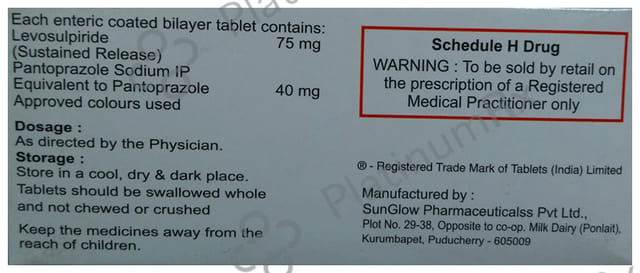 Each enteric coated bilayer tablet contains:
Levosulpiride 75 mg
(Sustained Release)
Pantoprazole Sodium IP
Equivalent to Pantoprazole 40 mg
Approved colours used
Dosage :
As directed by the Physician.
Storage :
Store in a cool, dry & dark place.
Tablets should be swallowed whole
and not chewed or crushed
Keep the medicines away from the
reach of children.
Schedule H Drug
WARNING : To be sold by retail on
the prescription of a Registered
Medical Practitioner only
® - Registered Trade Mark of Tablets (India) Limited
Manufactured by :
SunGlow Pharmaceuticalss Pvt Ltd.,
Plot No. 29-38, Opposite to co-op. Milk Dairy (Ponlait),
Kurumbapet, Puducherry - 605009
PlatinumRx